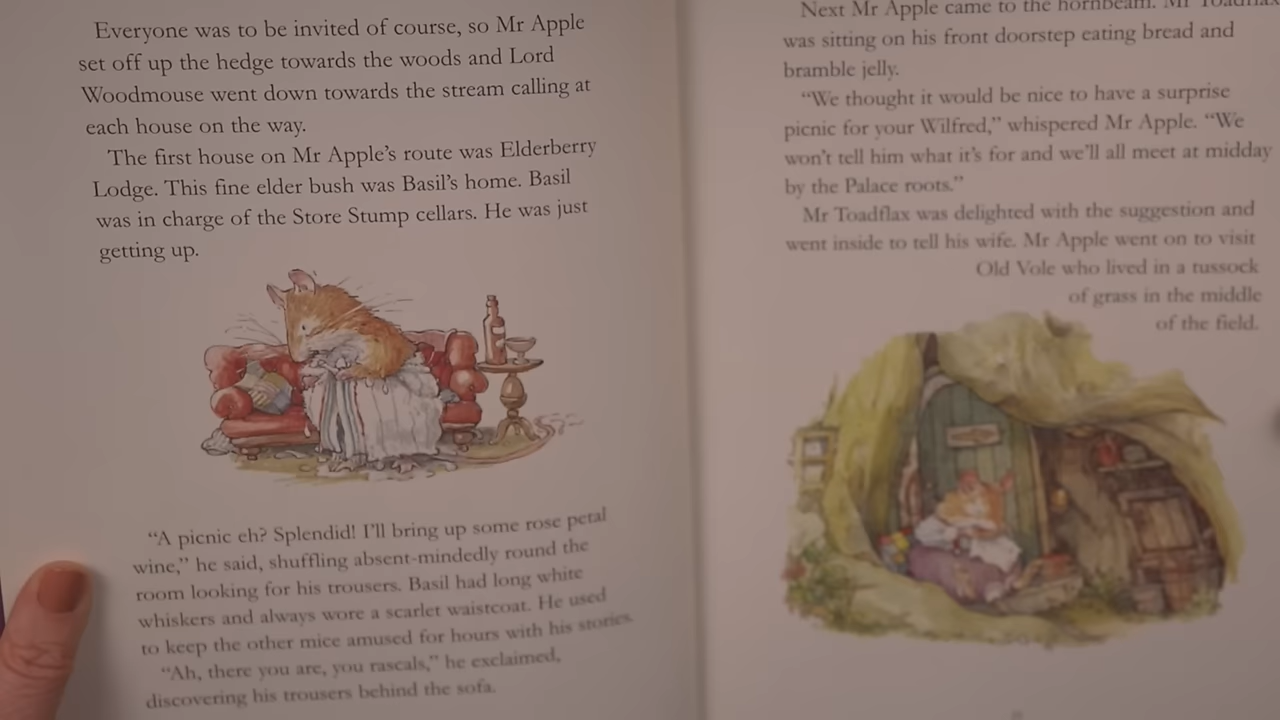 Everyone was to be invited of course, so Mr Apple
set off up the hedge towards the woods and Lord
Woodmouse went down towards the stream calling at
each house on the way.
The first house on Mr Apple's route was Elderberry
Lodge. This fine elder bush was Basil's home. Basil
was in charge of the Store Stump cellars. He was just
getting up.
“A picnic eh? Splendid! I'll bring up some rose petal
wine,” he said, shuffling absent-mindedly round the
room looking for his trousers. Basil had long white
whiskers and always wore a scarlet waistcoat. He used
to keep the other mice amused for hours with his stories.
“Ah, there you are, you rascals,” he exclaimed,
discovering his trousers behind the sofa.
Next Mr Apple came to the hornbeam. Mr Toadflax
was sitting on his front doorstep eating bread and
bramble jelly.
“We thought it would be nice to have a surprise
picnic for your Wilfred,” whispered Mr Apple. “We
won't tell him what it's for and we'll all meet at midday
by the Palace roots.”
Mr Toadflax was delighted with the suggestion and
went inside to tell his wife. Mr Apple went on to visit
Old Vole who lived in a tussock
of grass in the middle
of the field.